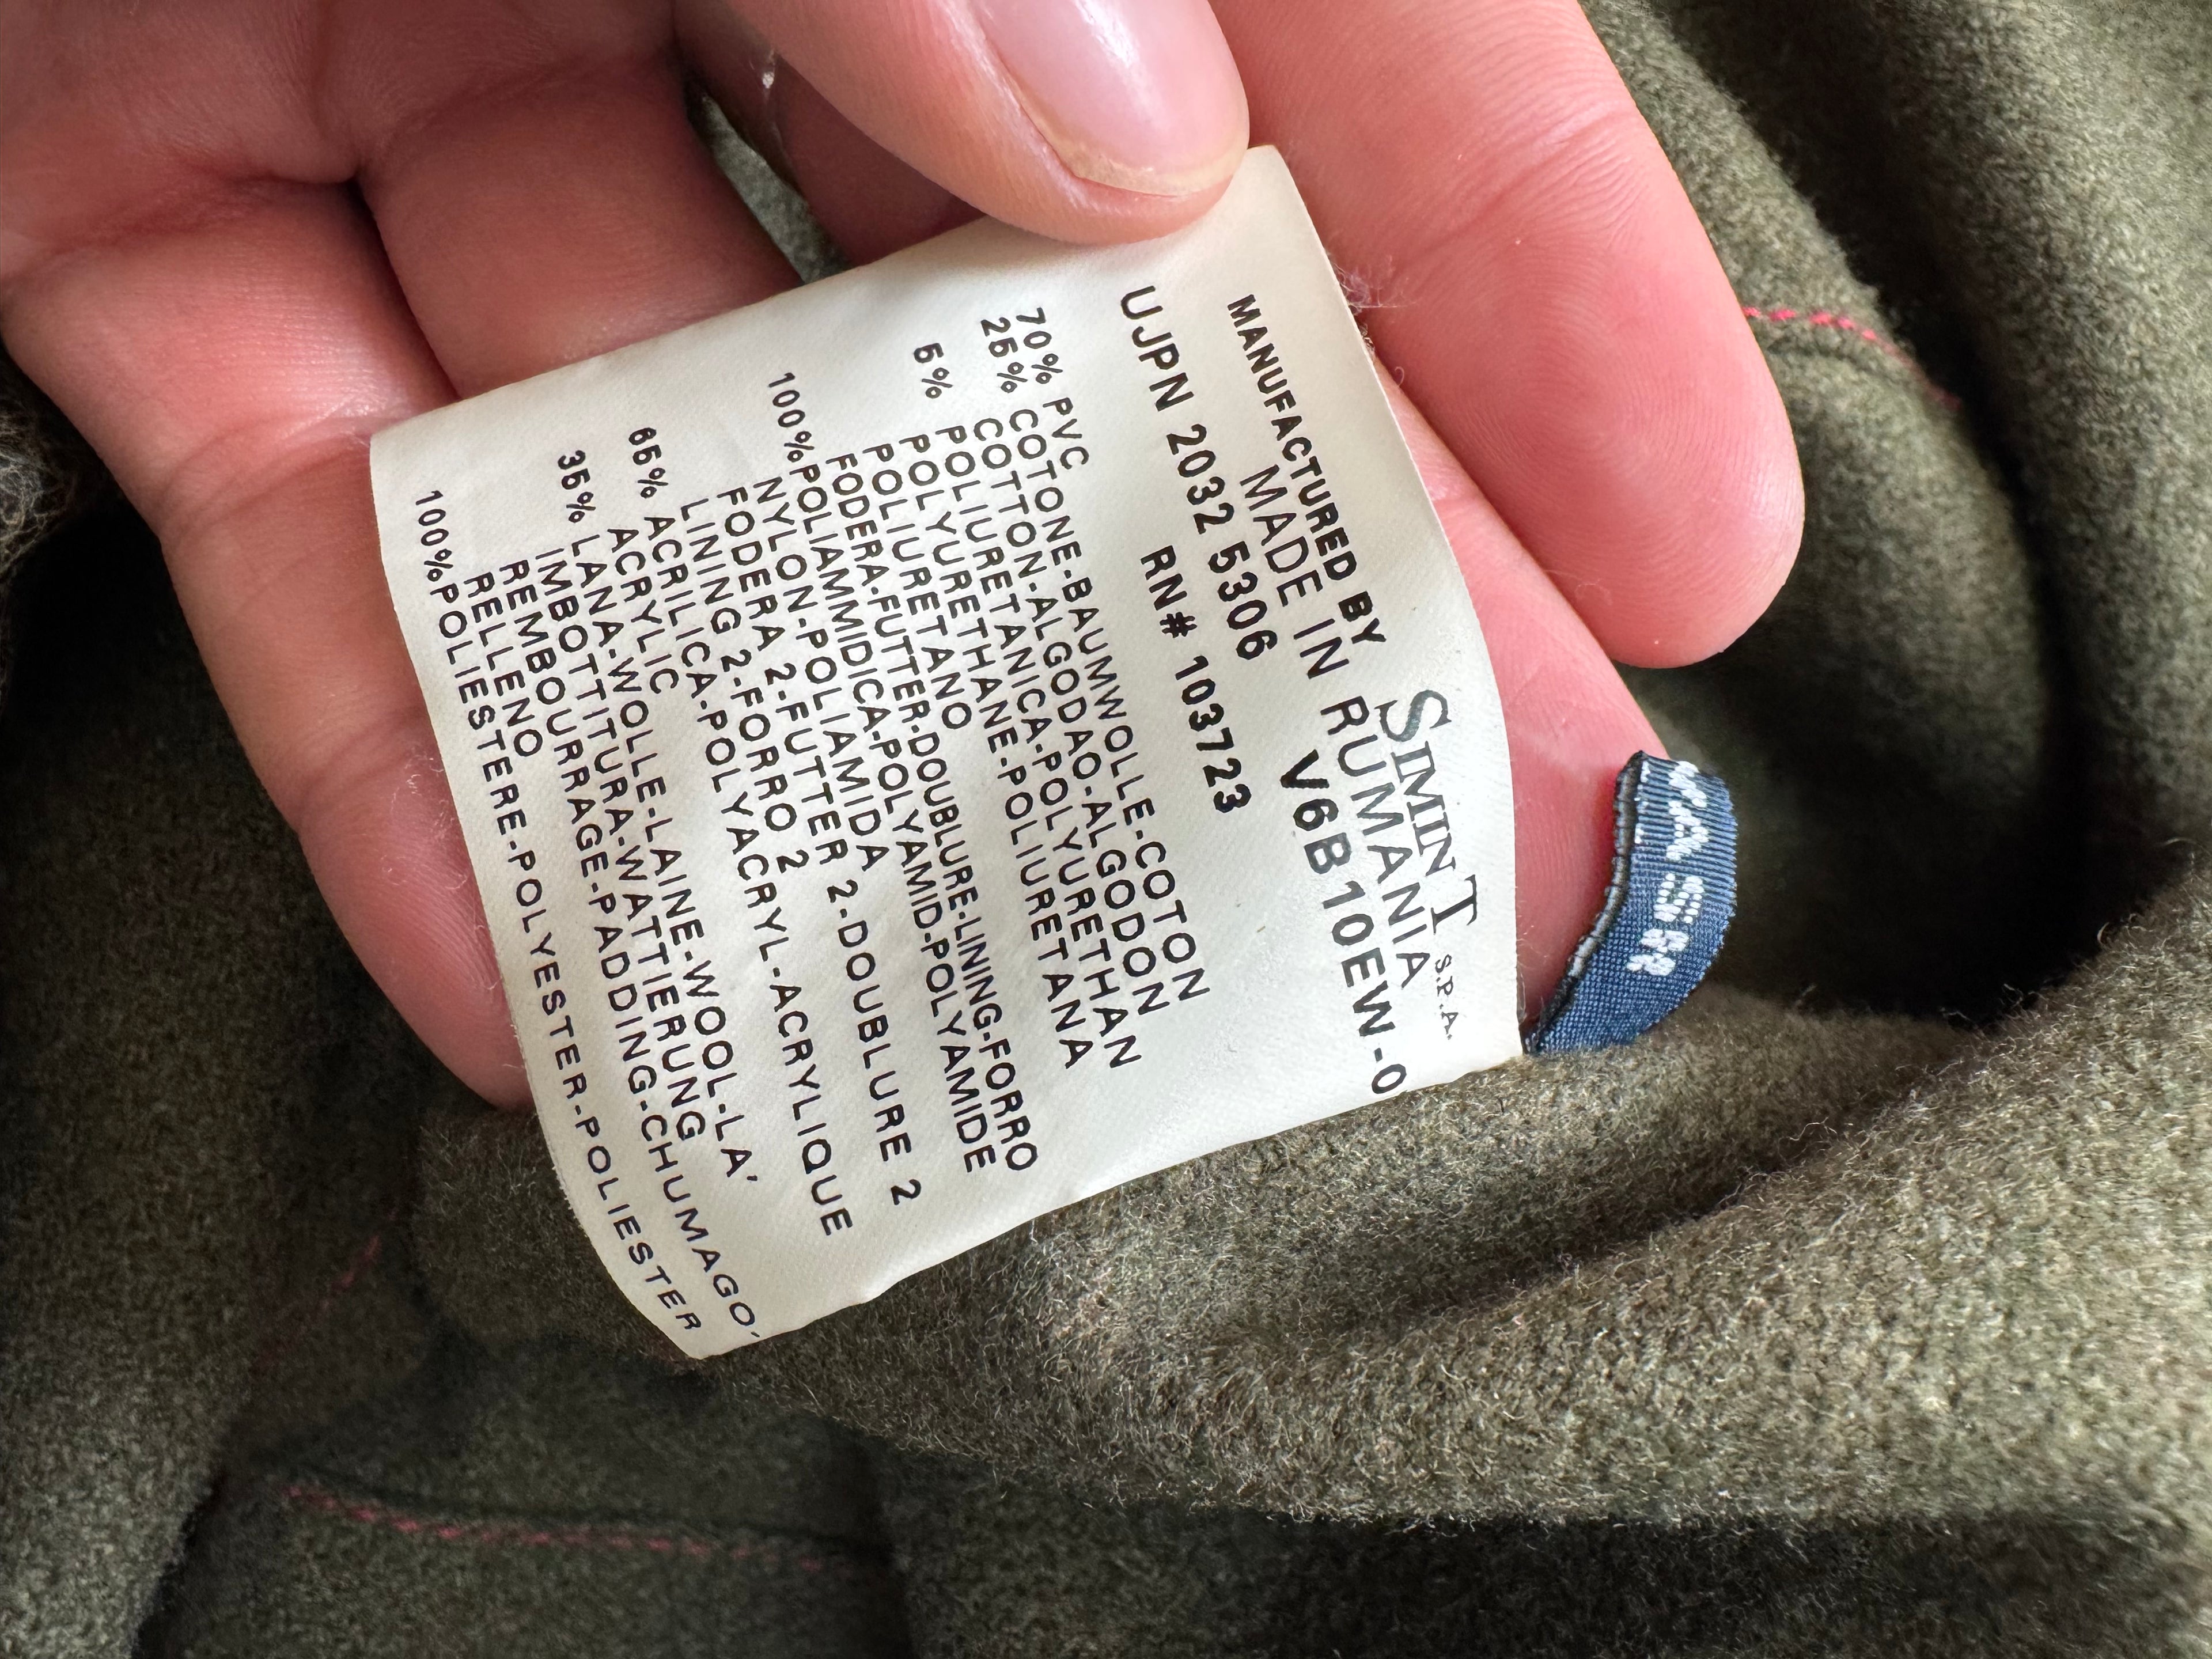 MANUFACTURED BY SIMINT S.P.A.
MADE IN RUMANIA
UJPN 2032 5306 V6B10EW-0
RN# 103723
70% PVC
25% COTONE-BAUMWOLLE-COTON
COTTON-ALGODAO-ALGODON
5% POLIURETANICA-POLYURETHAN
POLYURETHANE-POLIURETANA
POLIURETANO
FODERA-FUTTER-DOUBLURE-LINING-FORRO
100%POLIAMMIDICA-POLYAMID-POLYAMIDE
NYLON-POLIAMIDA
FODERA 2-FUTTER 2-DOUBLURE 2
LINING 2-FORRO 2
65% ACRILICA-POLYACRYL-ACRYLIQUE
ACRYLIC
35% LANA-WOLLE-LAINE-WOOL-LA'
IMBOTTITURA-WATTIERUNG
REMBOURRAGE-PADDING-CHUMAGO-
RELLENO
100%POLIESTERE-POLYESTER-POLIESTER